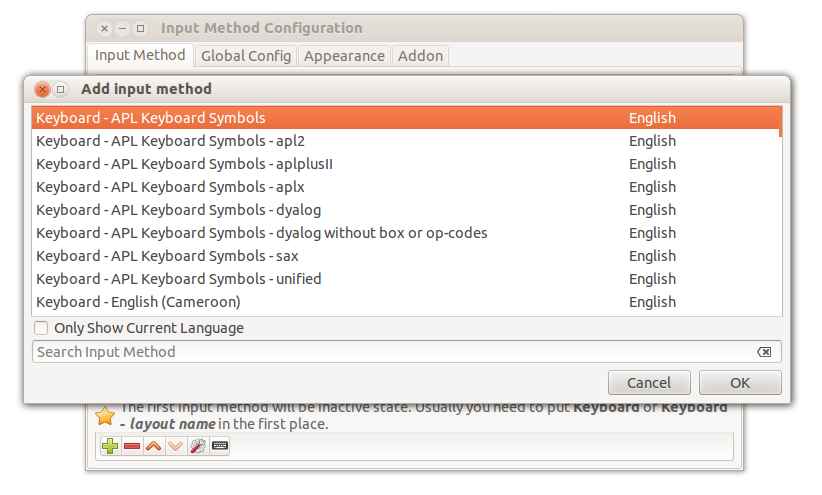 Input Method Configuration
Input Method Global Config Appearance Addon
Add input method
Keyboard - APL Keyboard Symbols English
Keyboard - APL Keyboard Symbols - apl2 English
Keyboard - APL Keyboard Symbols - aplplusII English
Keyboard - APL Keyboard Symbols - aplx English
Keyboard - APL Keyboard Symbols - dyalog English
Keyboard - APL Keyboard Symbols - dyalog without box or op-codes English
Keyboard - APL Keyboard Symbols - sax English
Keyboard - APL Keyboard Symbols - unified English
Keyboard - English (Cameroon) English
Only Show Current Language
Search Input Method
Cancel OK
The first input method will be inactive state. Usually you need to put Keyboard or Keyboard
- layout name in the first place.